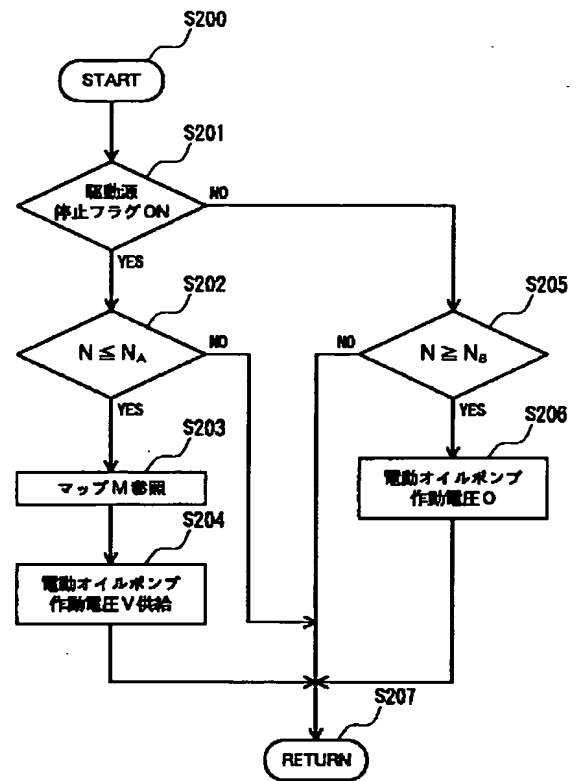 S200
START
S201
駆動源
停止フラグON
NO
YES
S202
N ≦ NA
NO
YES
S203
マップM参照
S204
電動オイルポンプ
作動電圧V供給
S205
N ≧ NB
NO
YES
S206
電動オイルポンプ
作動電圧0
S207
RETURN